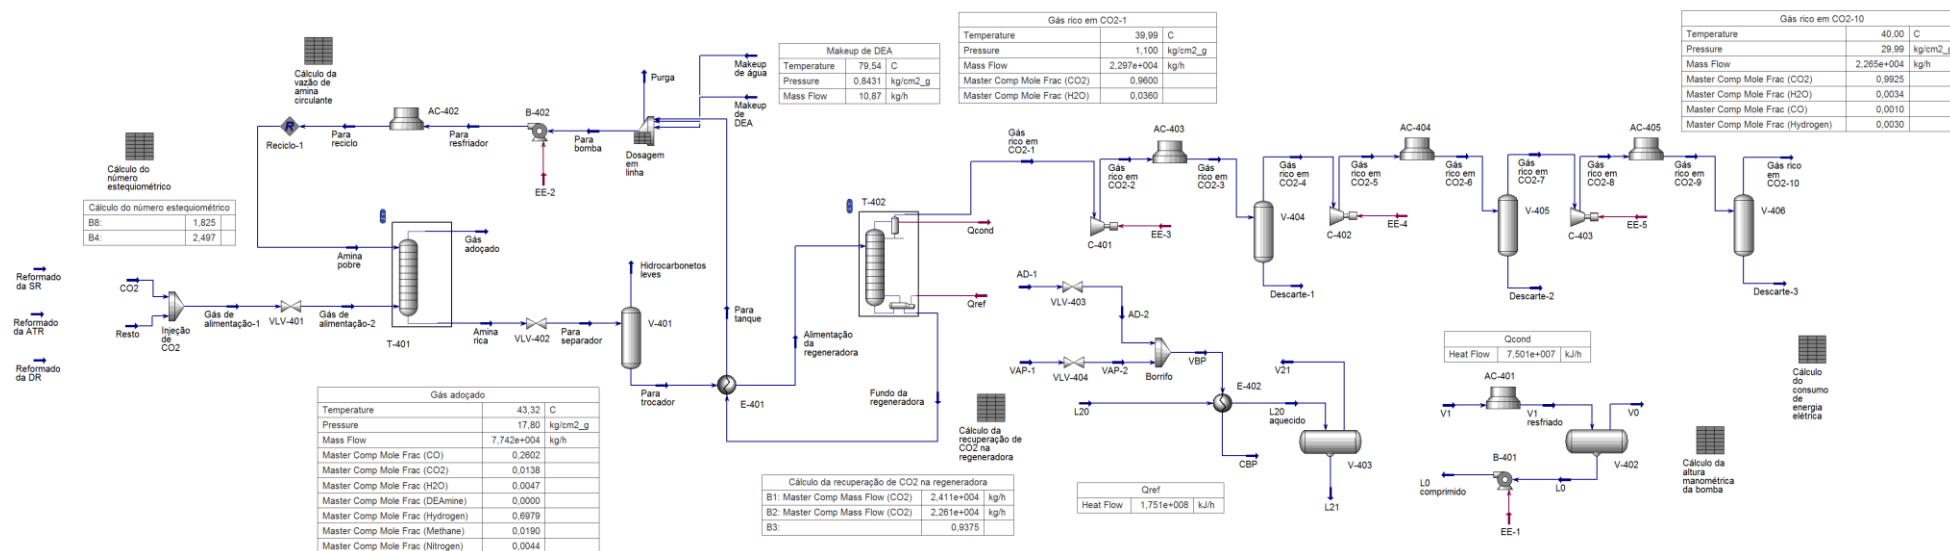 Cálculo da
vazão de
amina
circulante
Cálculo do
número
estequiométrico
Cálculo do número estequiométrico
B8: 1,825
B4: 2,497
Reciclo-1
R
Para
reciclo
AC-402
Para
resfriador
B-402
EE-2
Para
bomba
Purga
Dosagem
em
linha
Makeup
de água
Makeup
de
DEA
Makeup de DEA
Temperature 79,54 C
Pressure 0,8431 kg/cm2_g
Mass Flow 10,87 kg/h
Gás rico em CO2-1
Temperature 39,99 C
Pressure 1,100 kg/cm2_g
Mass Flow 2,297e+004 kg/h
Master Comp Mole Frac (CO2) 0,9600
Master Comp Mole Frac (H2O) 0,0360
Gás rico em CO2-10
Temperature 40,00 C
Pressure 29,99 kg/cm2_g
Mass Flow 2,265e+004 kg/h
Master Comp Mole Frac (CO2) 0,9925
Master Comp Mole Frac (H2O) 0,0034
Master Comp Mole Frac (CO) 0,0010
Master Comp Mole Frac (Hydrogen) 0,0030
Reformado
da SR
Reformado
da ATR
Reformado
da DR
CO2
Resto
Injeção
de
CO2
Gás de
alimentação-1
VLV-401
Gás de
alimentação-2
Amina
pobre
Gás
adoçado
T-401
Amina
rica
VLV-402
Para
separador
Hidrocarbonetos
leves
V-401
Para
trocador
Para
tanque
E-401
Alimentação
da
regeneradora
T-402
Qcond
Qref
Fundo da
regeneradora
Gás
rico em
CO2-1
C-401
EE-3
Gás
rico em
CO2-2
AC-403
Gás
rico em
CO2-3
V-404
Descarte-1
Gás
rico em
CO2-4
C-402
EE-4
Gás
rico em
CO2-5
AC-404
Gás
rico em
CO2-6
V-405
Descarte-2
Gás
rico em
CO2-7
C-403
EE-5
Gás
rico em
CO2-8
AC-405
Gás
rico em
CO2-9
V-406
Descarte-3
Gás
rico em
CO2-10
Gás adoçado
Temperature 43,32 C
Pressure 17,80 kg/cm2_g
Mass Flow 7,742e+004 kg/h
Master Comp Mole Frac (CO) 0,2602
Master Comp Mole Frac (CO2) 0,0138
Master Comp Mole Frac (H2O) 0,0047
Master Comp Mole Frac (DEAmine) 0,0000
Master Comp Mole Frac (Hydrogen) 0,6979
Master Comp Mole Frac (Methane) 0,0190
Master Comp Mole Frac (Nitrogen) 0,0044
Cálculo da
recuperação de
CO2 na
regeneradora
Cálculo da recuperação de CO2 na regeneradora
B1: Master Comp Mass Flow (CO2) 2,411e+004 kg/h
B2: Master Comp Mass Flow (CO2) 2,261e+004 kg/h
B3: 0,9375
AD-1
VLV-403
AD-2
VAP-1
VLV-404
VAP-2
Borrifo
VBP
L20
E-402
L20
aquecido
CBP
V21
V-403
L21
Qref
Heat Flow 1,751e+008 kJ/h
Qcond
Heat Flow 7,501e+007 kJ/h
V1
AC-401
V1
resfriado
V0
V-402
L0
B-401
L0
comprimido
EE-1
Cálculo
da
altura
manométrica
da bomba
Cálculo
do
consumo
de
energia
elétrica